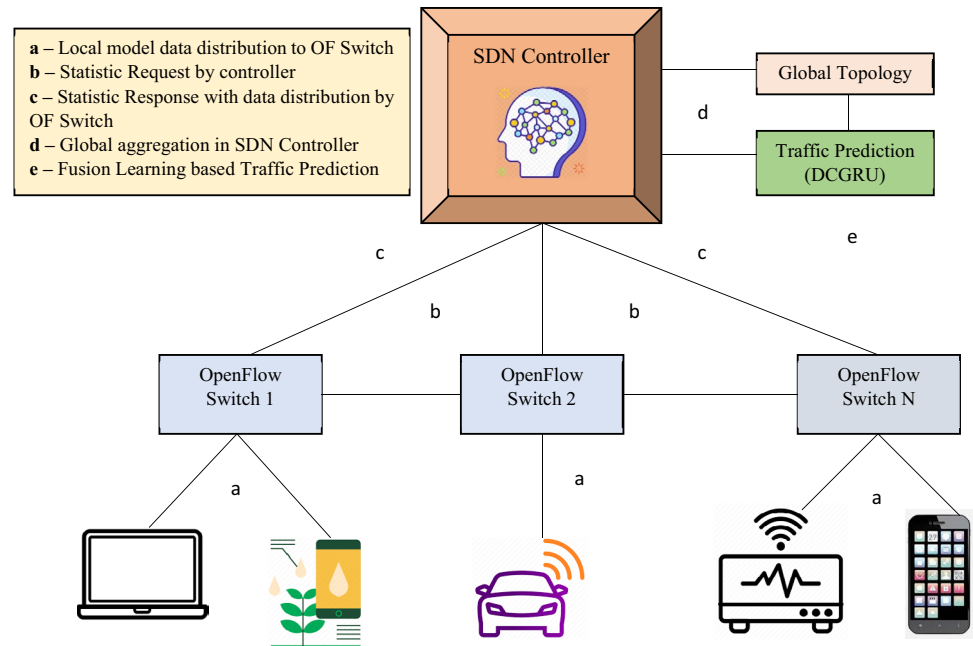 a – Local model data distribution to OF Switch
b – Statistic Request by controller
c – Statistic Response with data distribution by
OF Switch
d – Global aggregation in SDN Controller
e – Fusion Learning based Traffic Prediction
SDN Controller
Global Topology
d
Traffic Prediction
(DCGRU)
e
c
c
b
b
OpenFlow
Switch 1
OpenFlow
Switch 2
OpenFlow
Switch N
a
a
a